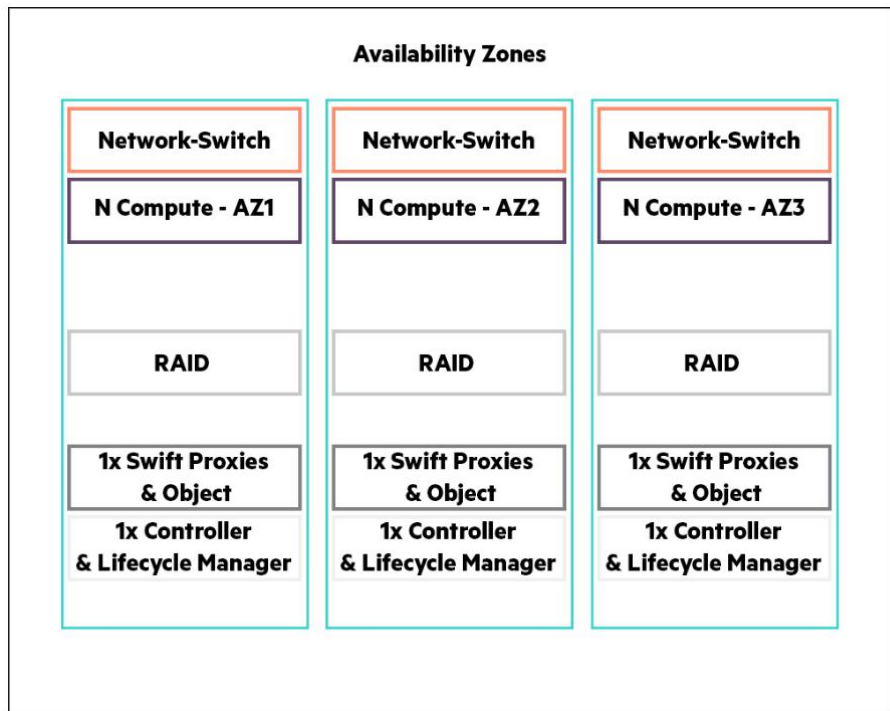 Availability Zones
Network-Switch
N Compute - AZ1
RAID
1x Swift Proxies
& Object
1x Controller
& Lifecycle Manager
Network-Switch
N Compute - AZ2
RAID
1x Swift Proxies
& Object
1x Controller
& Lifecycle Manager
Network-Switch
N Compute - AZ3
RAID
1x Swift Proxies
& Object
1x Controller
& Lifecycle Manager